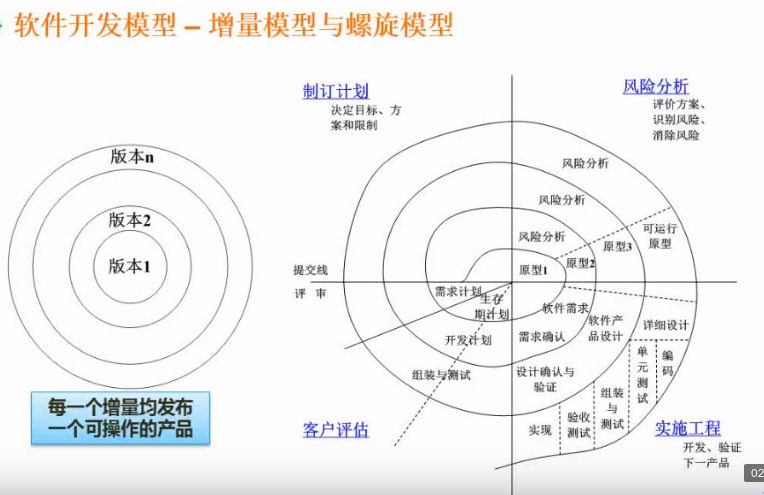 软件开发模型 – 增量模型与螺旋模型
版本n
版本2
版本1
每一个增量均发布
一个可操作的产品
制订计划
决定目标、方
案和限制
风险分析
评价方案、
识别风险、
消除风险
风险分析
风险分析
风险分析
可运行
原型
原型3
原型2
原型1
提交线
评 审
需求计划
生存
期计划
软件需求
软件产
品设计
详细设计
开发计划
需求确认
组装与测试
设计确认与
验证
单
元
测
试
编
码
组装
与
测试
验收
测试
实现
客户评估
实施工程
开发、验证
下一产品
02